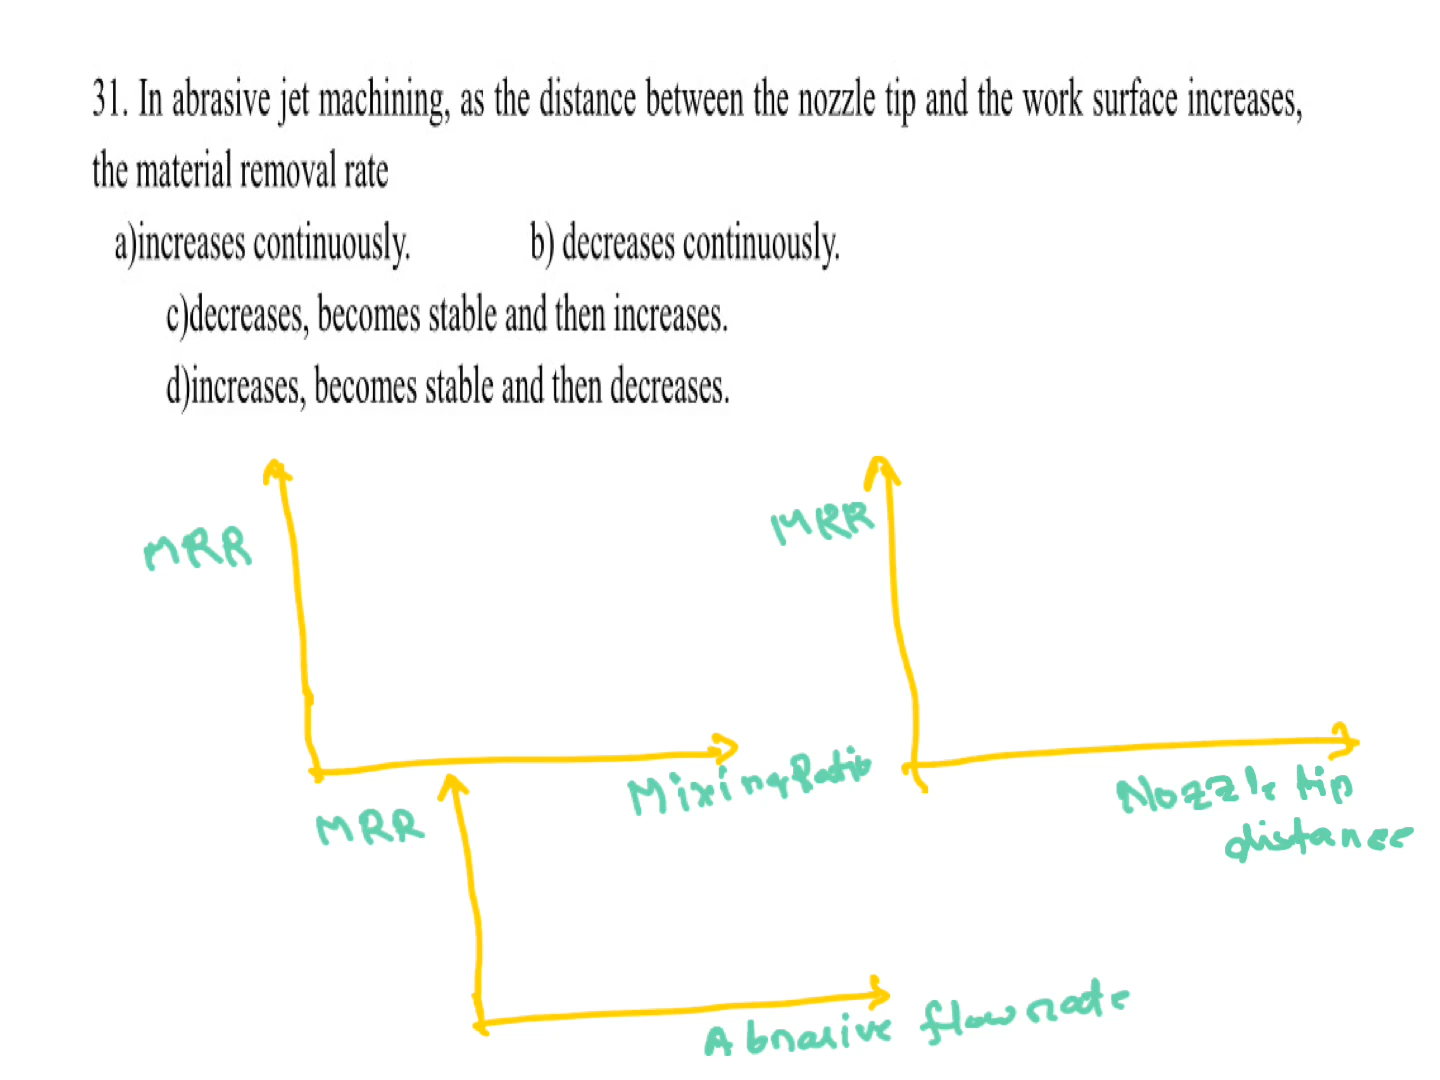 31. In abrasive jet machining, as the distance between the nozzle tip and the work surface increases,
the material removal rate
a)increases continuously. b) decreases continuously.
c)decreases, becomes stable and then increases.
d)increases, becomes stable and then decreases.
MRR
MRR
Mixing Ratio
Nozzle tip
distance
MRR
Abrasive flow rate